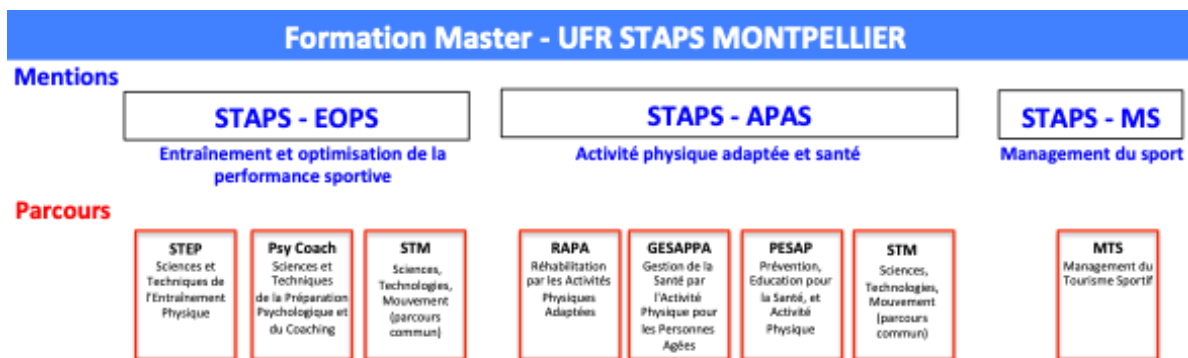 Formation Master - UFR STAPS MONTPELLIER
Mentions
STAPS - EOPS
Entraînement et optimisation de la
performance sportive
STAPS - APAS
Activité physique adaptée et santé
STAPS - MS
Management du sport
Parcours
STEP
Sciences et
Techniques de
l'Entraînement
Physique
Psy Coach
Sciences et
Techniques
de la Préparation
Psychologique et
du Coaching
STM
Sciences,
Technologies,
Mouvement
(parcours
commun)
RAPA
Réhabilitation
par les Activités
Physiques
Adaptées
GESAPPA
Gestion de la
Santé par
l'Activité
Physique pour
les Personnes
Agées
PESAP
Prévention,
Education pour
la Santé, et
Activité
Physique
STM
Sciences,
Technologies,
Mouvement
(parcours
commun)
MTS
Management du
Tourisme Sportif